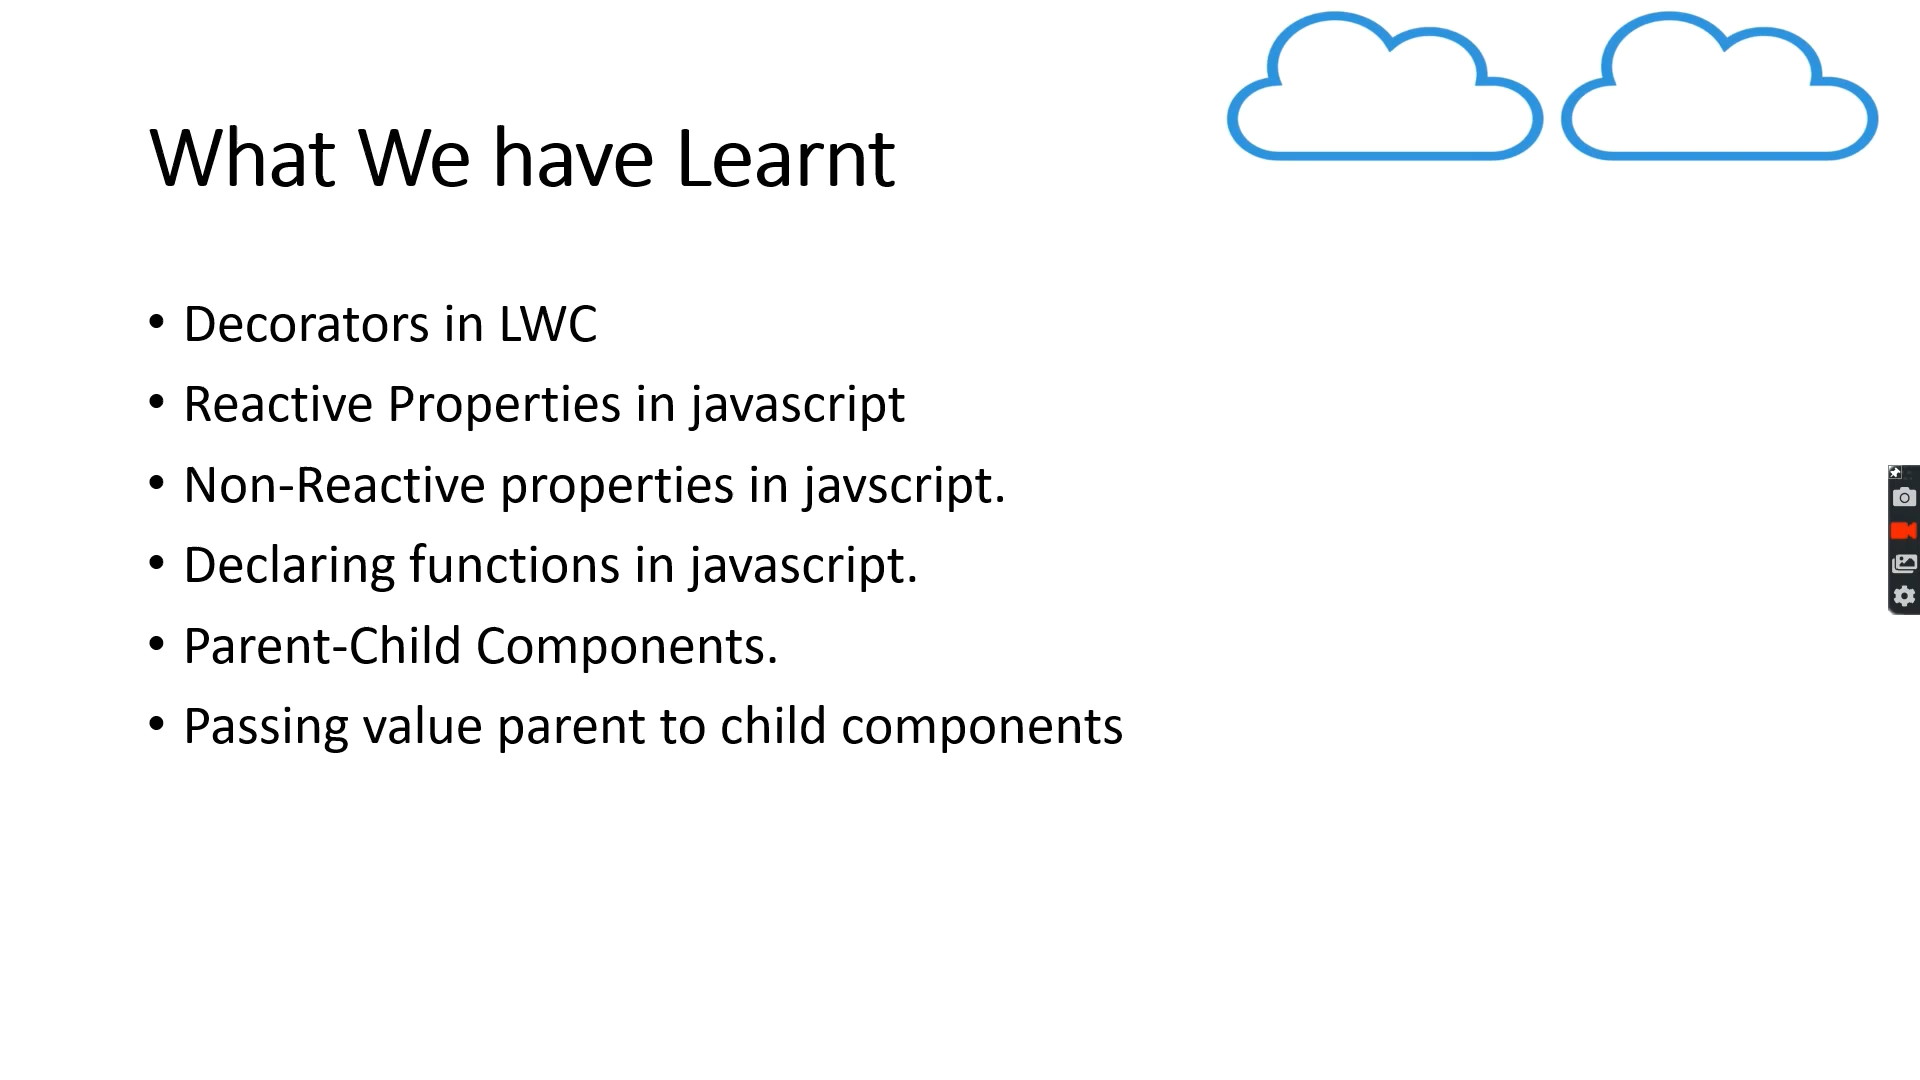 What We have Learnt
• Decorators in LWC
• Reactive Properties in javascript
• Non-Reactive properties in javscript.
• Declaring functions in javascript.
• Parent-Child Components.
• Passing value parent to child components